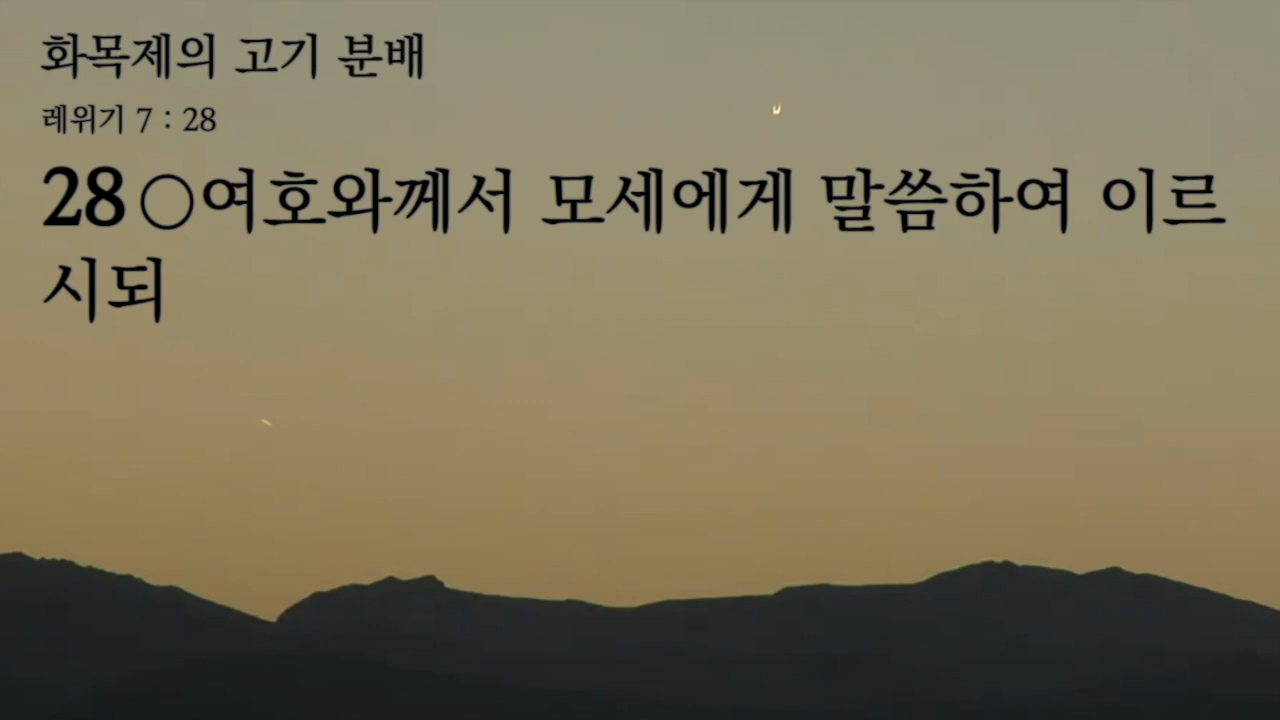 화목제의 고기 분배
레위기 7 : 28
28○여호와께서 모세에게 말씀하여 이르
시되